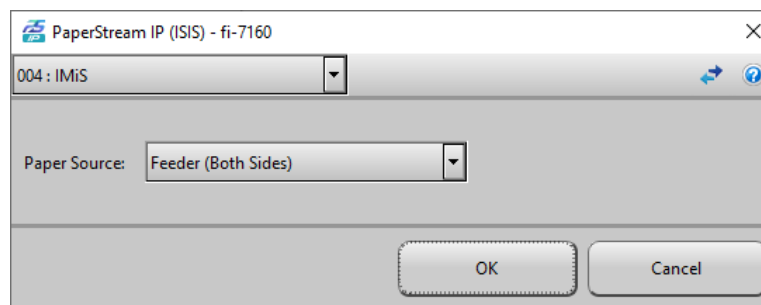 PaperStream IP (ISIS) - fi-7160
004 : IMiS
Paper Source: Feeder (Both Sides)
OK Cancel